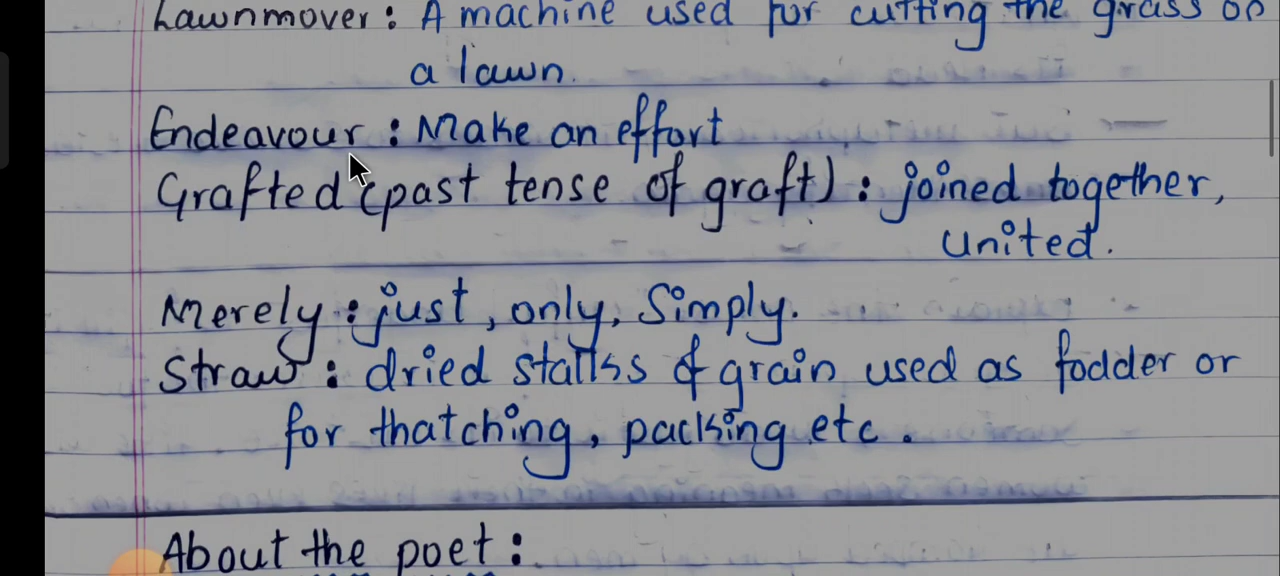 Lawnmover : A machine used for cutting the grass on
a lawn.
Endeavour : Make an effort
Grafted (past tense of graft) : joined together,
united.
Merely : just, only, Simply.
Straw : dried stalks of grain used as fodder or
for thatching, packing etc.
About the poet :